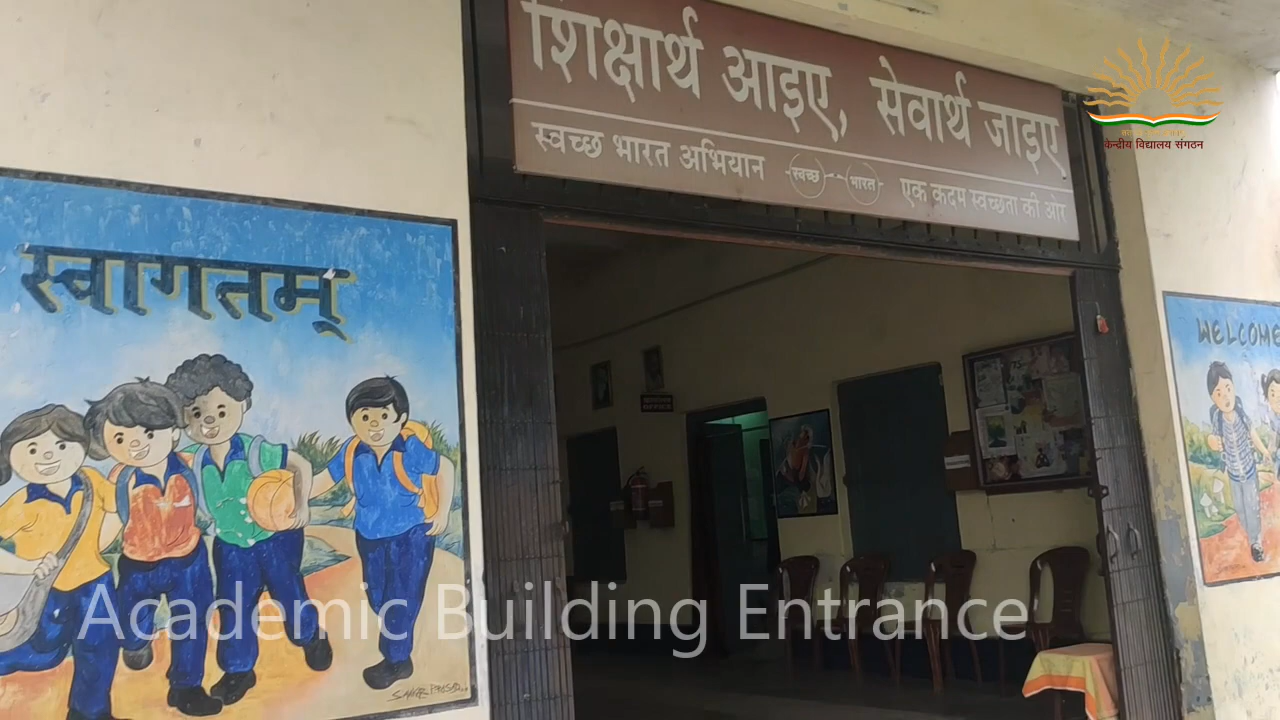 शिक्षार्थ आइए, सेवार्थ जाइए
स्वच्छ भारत अभियान स्वच्छ भारत एक कदम स्वच्छता की ओर
केन्द्रीय विद्यालय संगठन
स्वागतम्
WELCOME
Academic Building Entrance